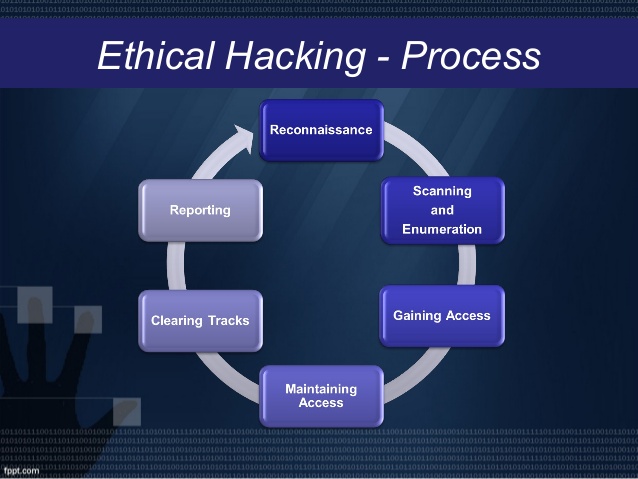 Ethical Hacking - Process
Reconnaissance
Scanning
and
Enumeration
Gaining Access
Maintaining
Access
Clearing Tracks
Reporting
fppt.com